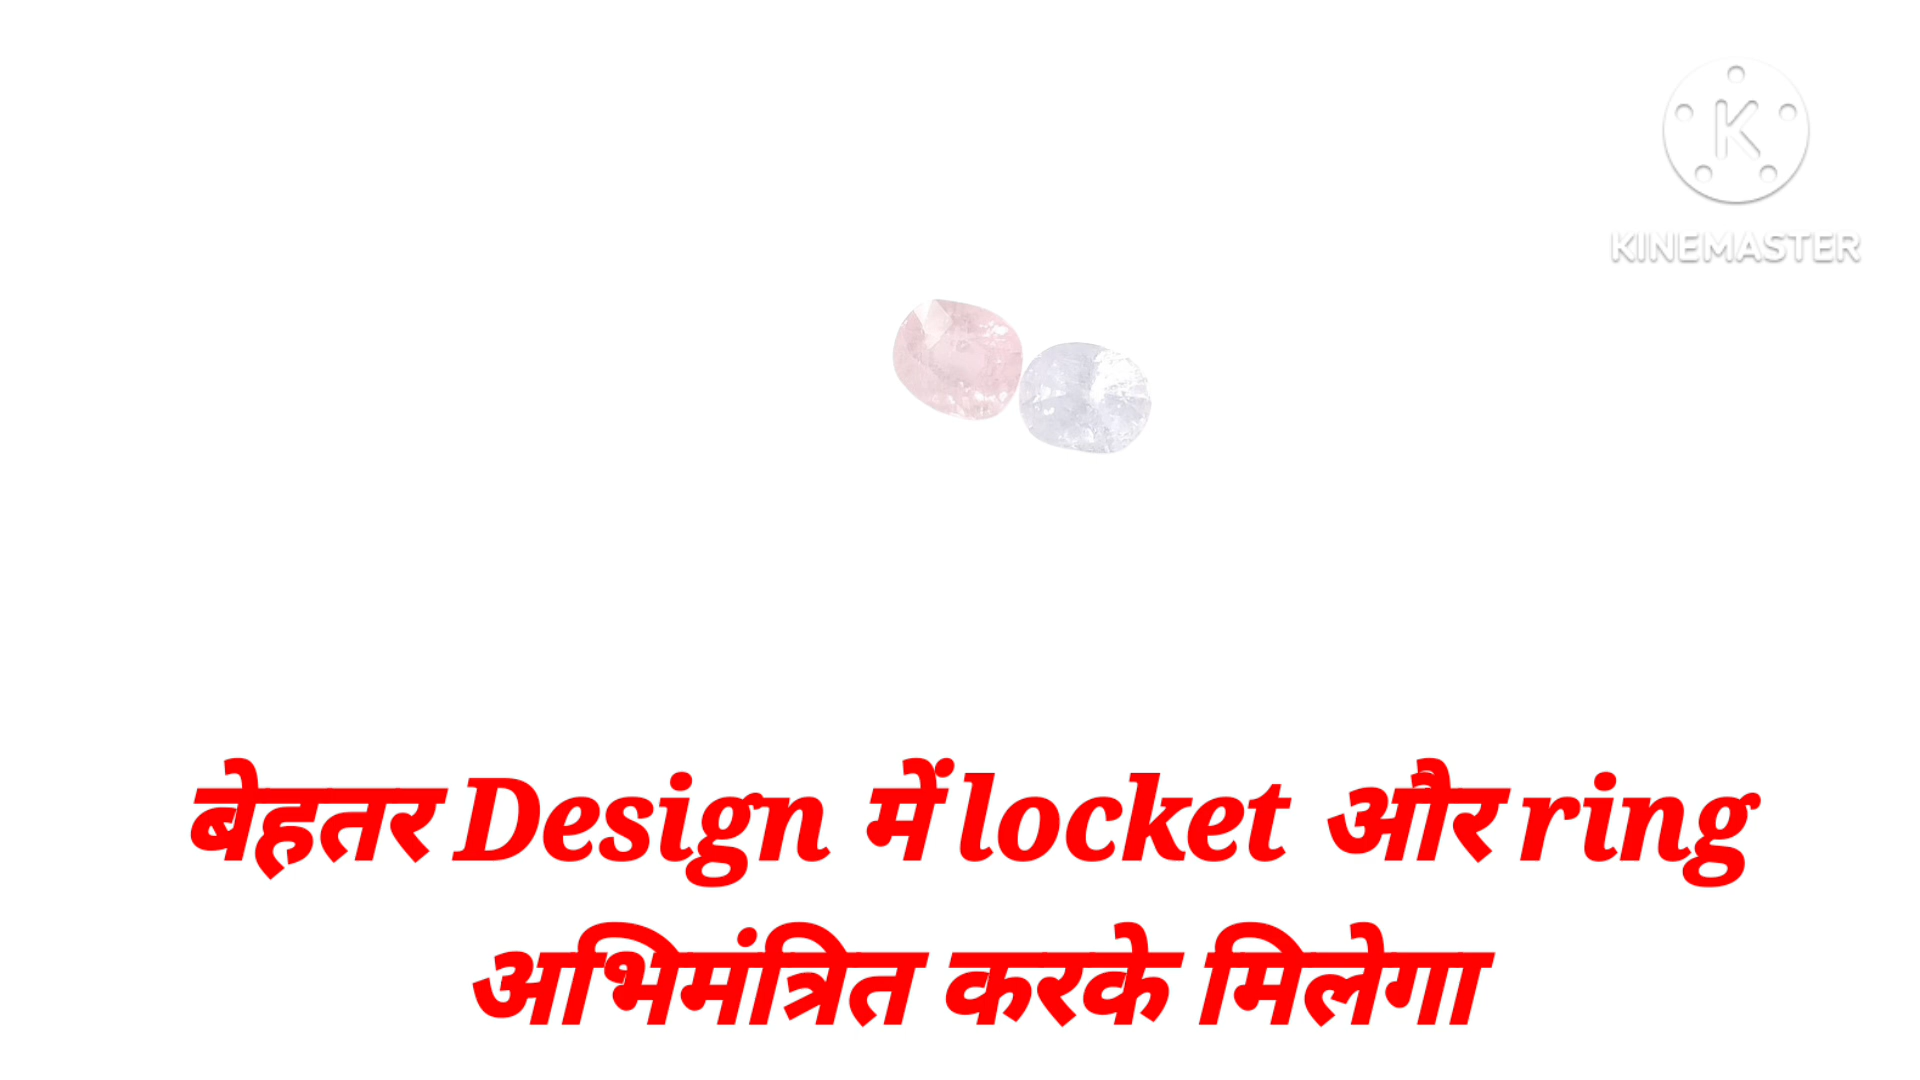 K
KINEMASTER
बेहतर Design में locket और ring
अभिमंत्रित करके मिलेगा